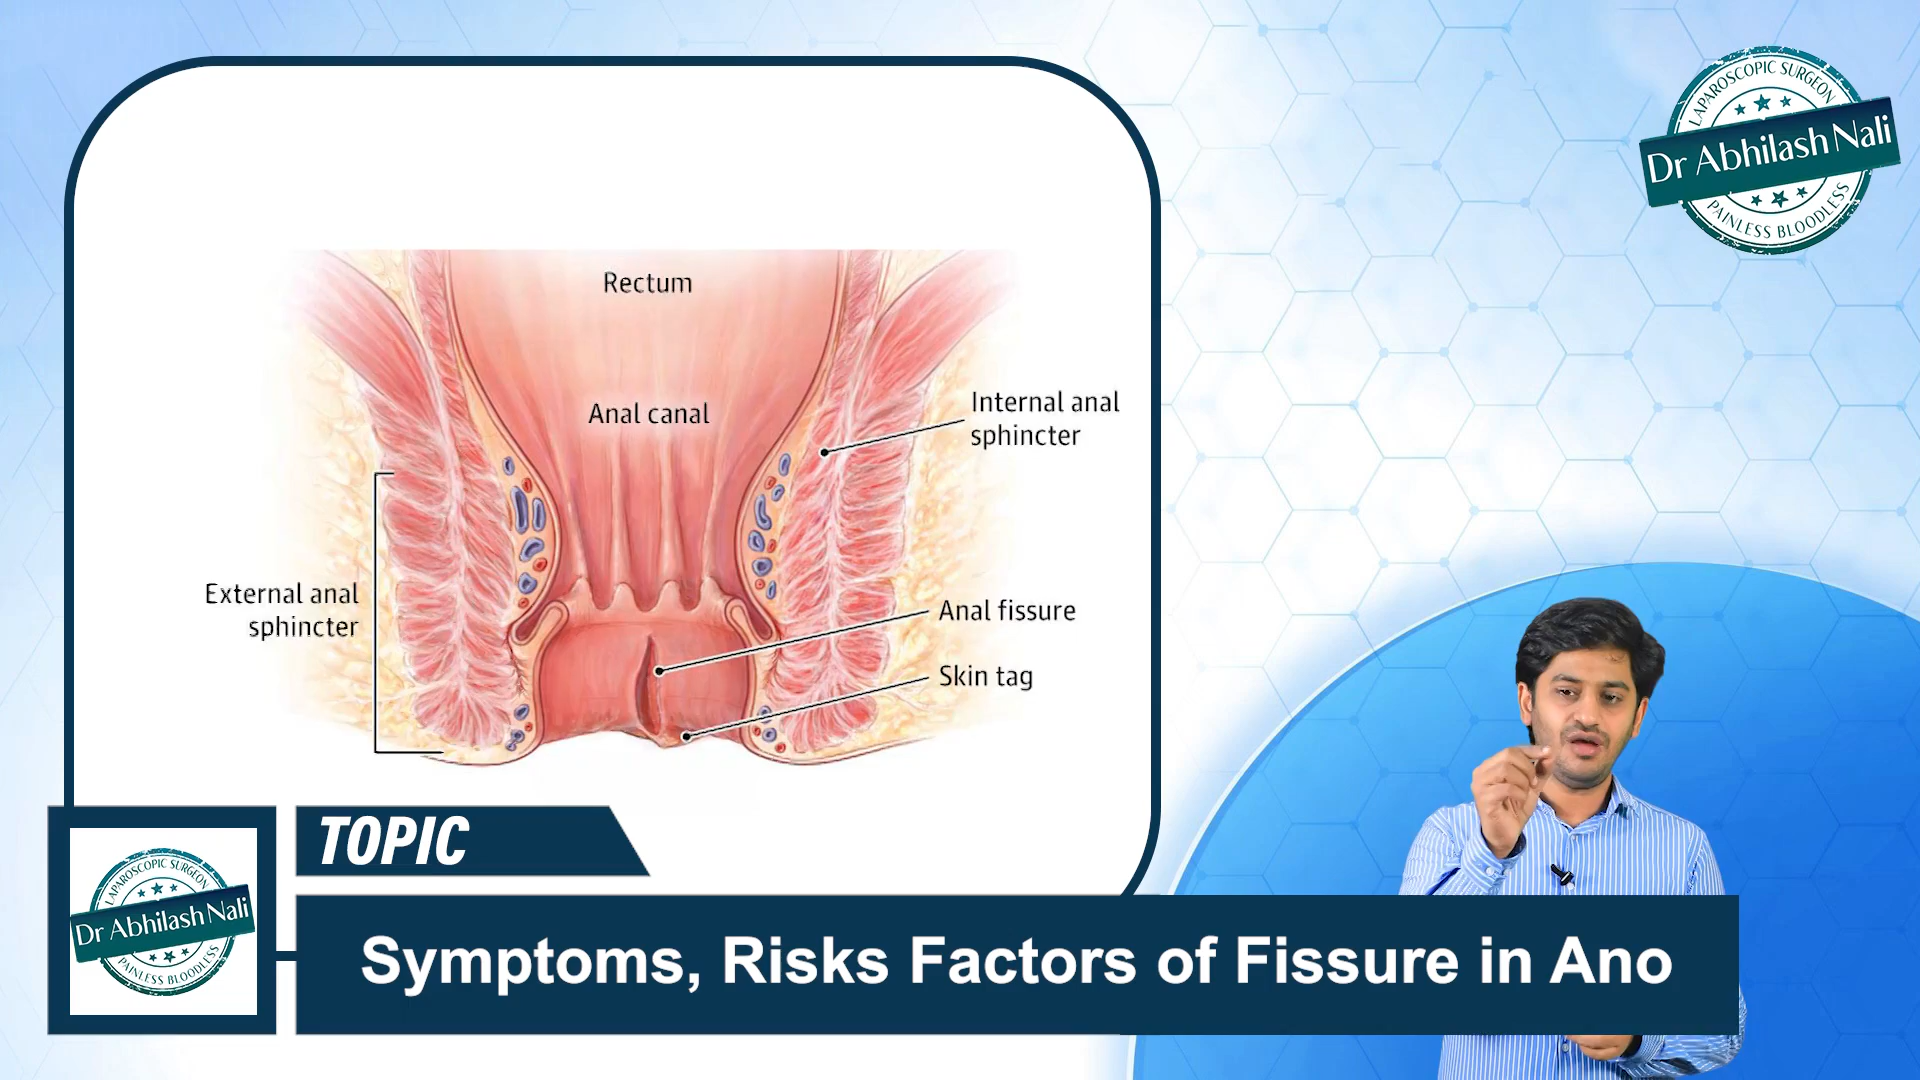 LAPAROSCOPIC SURGEON
Dr Abhilash Nali
PAINLESS BLOODLESS
Rectum
Anal canal
Internal anal
sphincter
External anal
sphincter
Anal fissure
Skin tag
TOPIC
LAPAROSCOPIC SURGEON
Dr Abhilash Nali
PAINLESS BLOODLESS
Symptoms, Risks Factors of Fissure in Ano